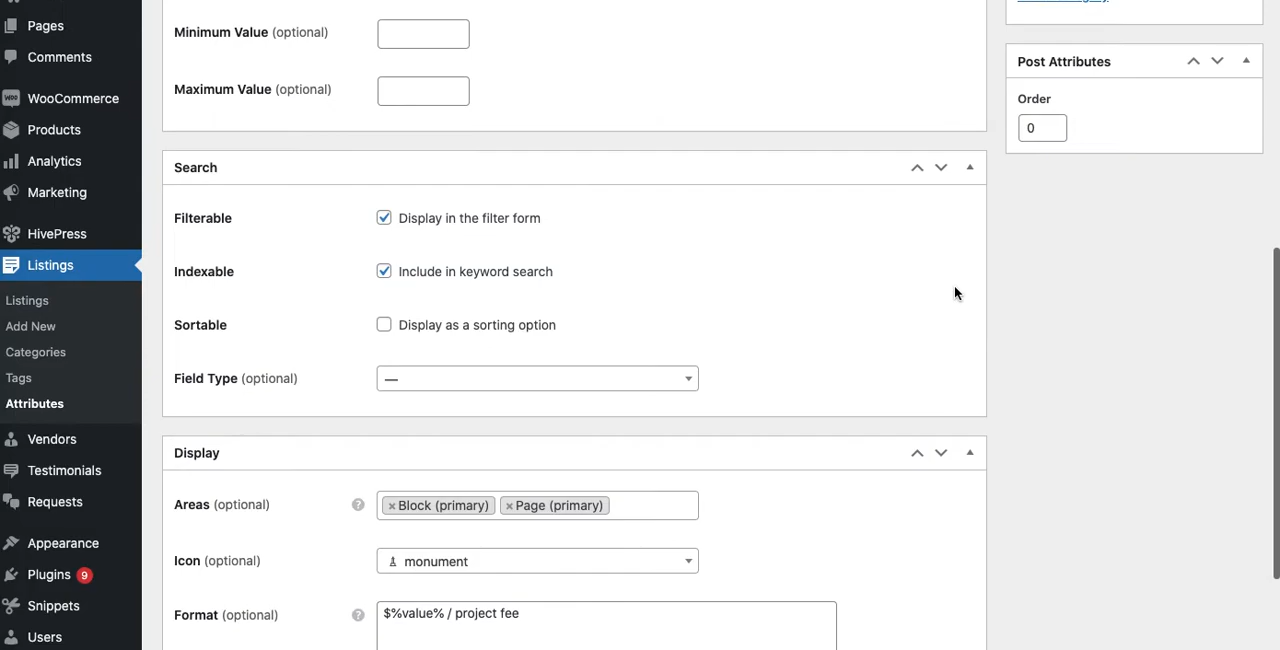 Pages
Comments
WooCommerce
Products
Analytics
Marketing
HivePress
Listings
Listings
Add New
Categories
Tags
Attributes
Vendors
Testimonials
Requests
Appearance
Plugins 9
Snippets
Users
Minimum Value (optional)
Maximum Value (optional)
Search
Filterable Display in the filter form
Indexable Include in keyword search
Sortable Display as a sorting option
Field Type (optional) —
Display
Areas (optional) ? × Block (primary) × Page (primary)
Icon (optional) monument
Format (optional) ? $%value% / project fee
Post Attributes
Order
0